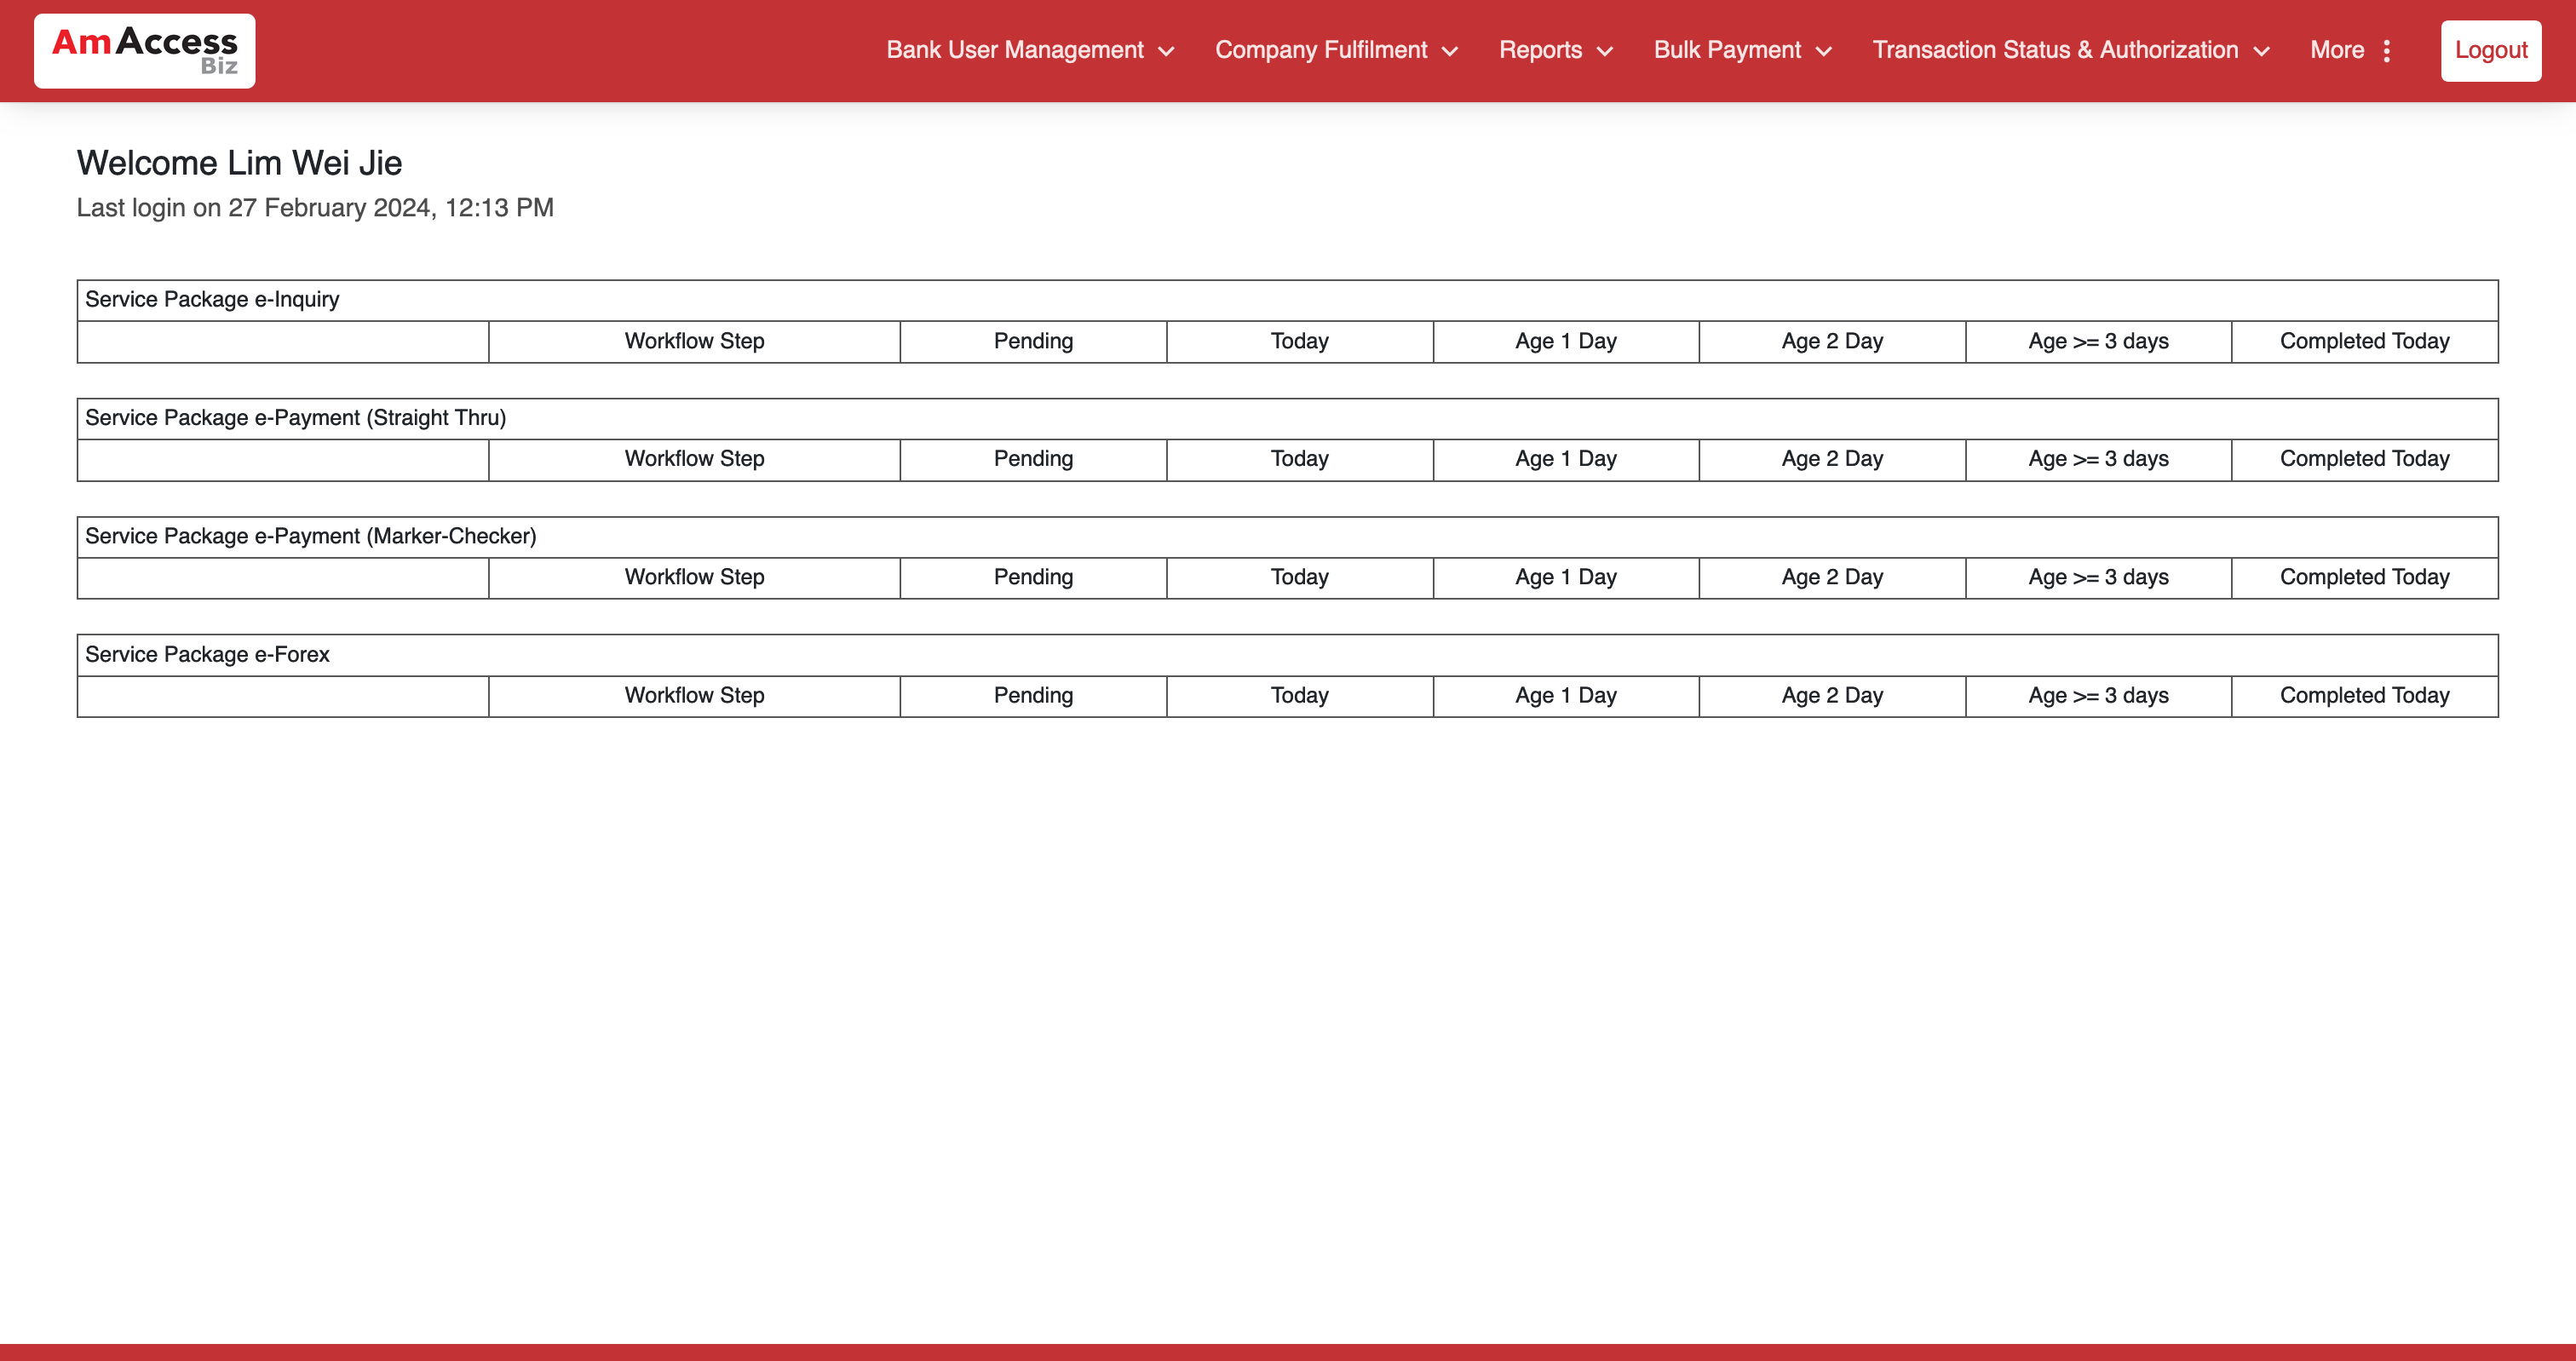 AmAccess
Biz
Bank User Management Company Fulfilment Reports Bulk Payment Transaction Status & Authorization More Logout
Welcome Lim Wei Jie
Last login on 27 February 2024, 12:13 PM
Service Package e-Inquiry
Workflow Step Pending Today Age 1 Day Age 2 Day Age >= 3 days Completed Today
Service Package e-Payment (Straight Thru)
Workflow Step Pending Today Age 1 Day Age 2 Day Age >= 3 days Completed Today
Service Package e-Payment (Marker-Checker)
Workflow Step Pending Today Age 1 Day Age 2 Day Age >= 3 days Completed Today
Service Package e-Forex
Workflow Step Pending Today Age 1 Day Age 2 Day Age >= 3 days Completed Today